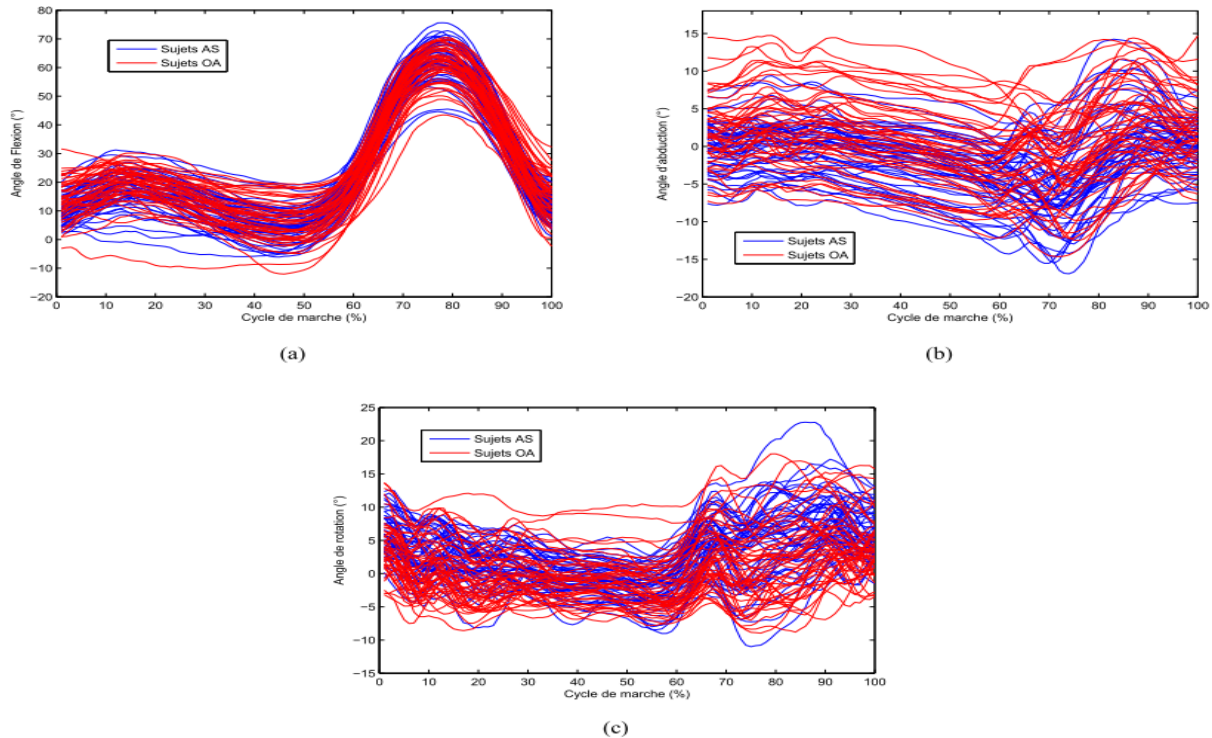 80
70
60
50
40
30
20
10
0
−10
−20
Angle de Flexion (°)
Sujets AS
Sujets OA
0 10 20 30 40 50 60 70 80 90 100
Cycle de marche (%)
(a)
15
10
5
0
−5
−10
−15
−20
Angle d'abduction (°)
Sujets AS
Sujets OA
0 10 20 30 40 50 60 70 80 90 100
Cycle de marche (%)
(b)
25
20
15
10
5
0
−5
−10
−15
Angle de rotation (°)
Sujets AS
Sujets OA
0 10 20 30 40 50 60 70 80 90 100
Cycle de marche (%)
(c)